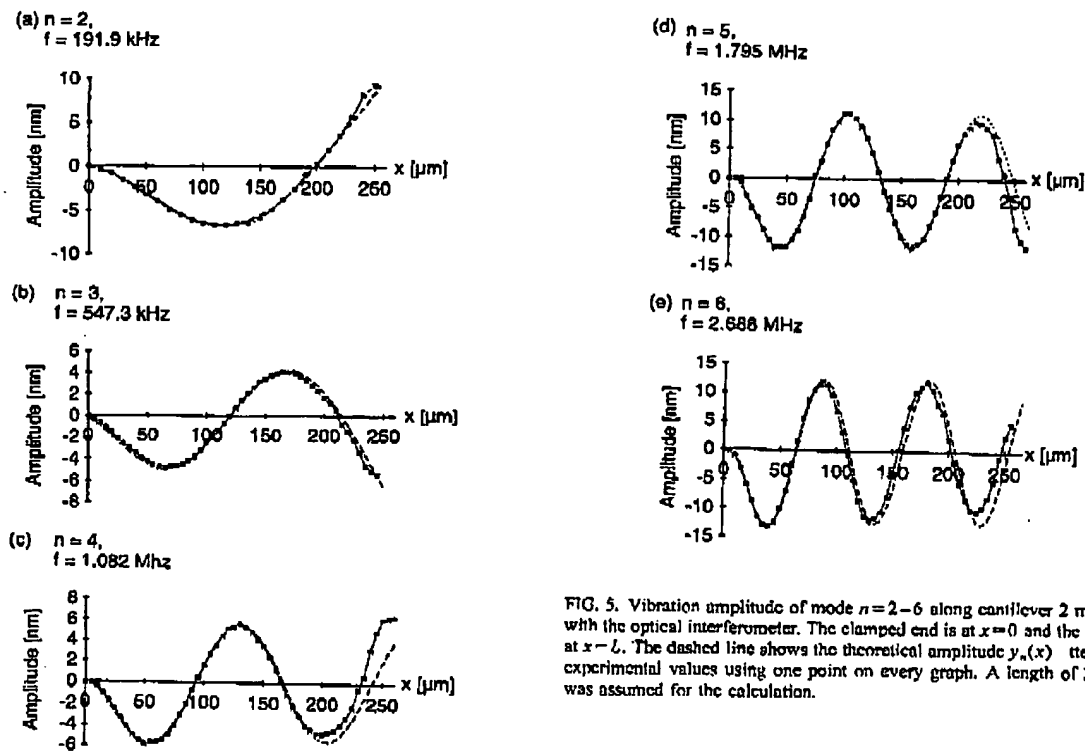 (a) n = 2,
f = 191.9 kHz
Amplitude [nm]
10
5
0
-5
-10
0 50 100 150 200 250
x [µm]
(b) n = 3,
f = 547.3 kHz
Amplitude [nm]
6
4
2
0
-2
-4
-6
-8
0 50 100 150 200 250
x [µm]
(c) n = 4,
f = 1.082 Mhz
Amplitude [nm]
8
6
4
2
0
-2
-4
-6
0 50 100 150 200 250
x [µm]
(d) n = 5,
f = 1.795 MHz
Amplitude [nm]
15
10
5
0
-5
-10
-15
0 50 100 150 200 250
x [µm]
(e) n = 6,
f = 2.688 MHz
Amplitude [nm]
15
10
5
0
-5
-10
-15
0 50 100 150 200 250
x [µm]
FIG. 5. Vibration amplitude of mode n=2–6 along cantilever 2
with the optical interferometer. The clamped end is at x=0 and the
at x=L. The dashed line shows the theoretical amplitude yₙ(x)
experimental values using one point on every graph. A length of
was assumed for the calculation.